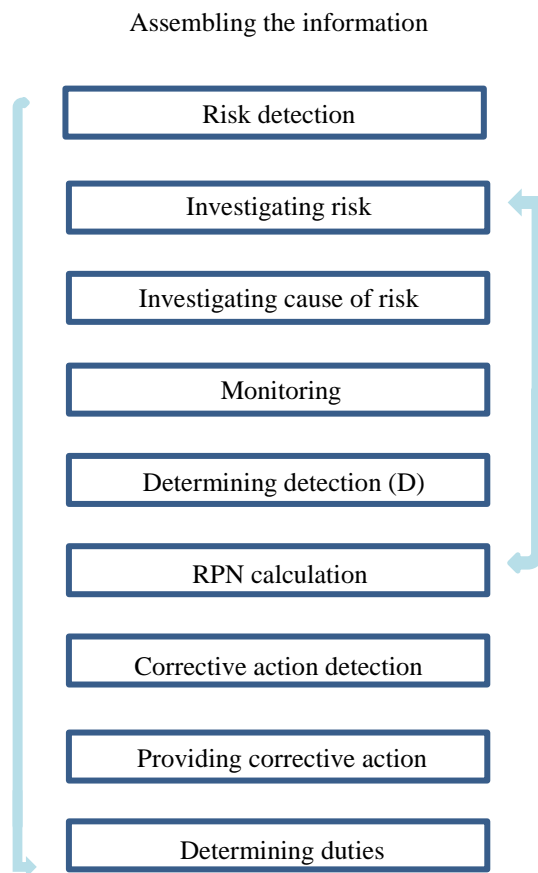 Assembling the information
Risk detection
Investigating risk
Investigating cause of risk
Monitoring
Determining detection (D)
RPN calculation
Corrective action detection
Providing corrective action
Determining duties